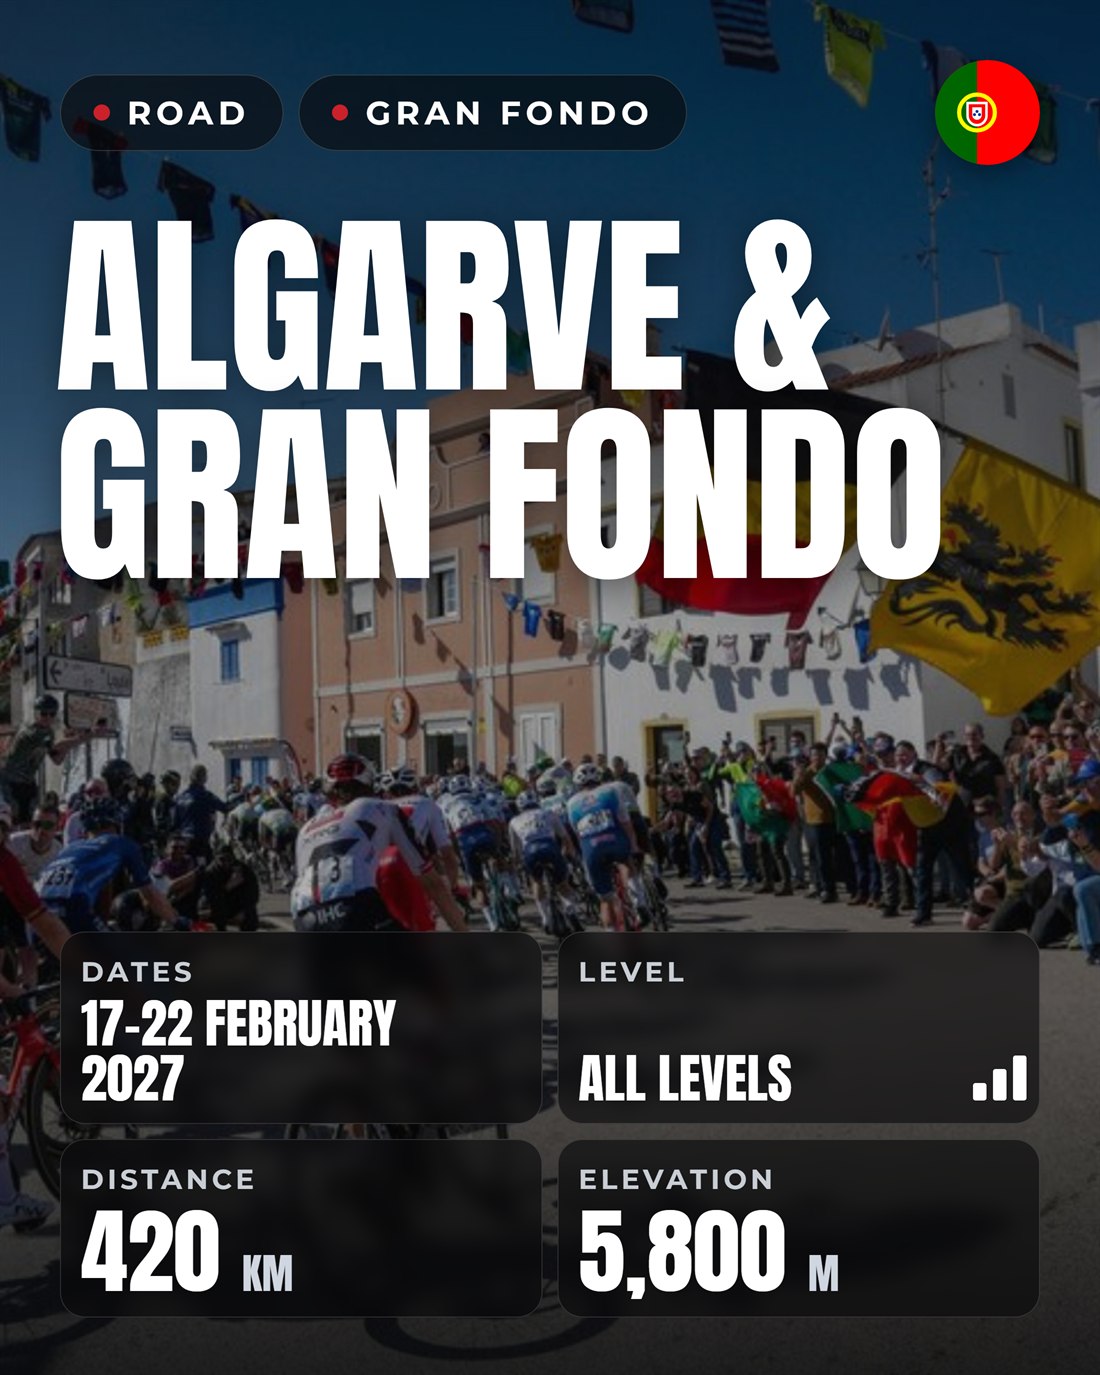 ROAD
GRAN FONDO
ALGARVE &
GRAN FONDO
DATES
17-22 FEBRUARY
2027
LEVEL
ALL LEVELS
DISTANCE
420 KM
ELEVATION
5,800 M
3